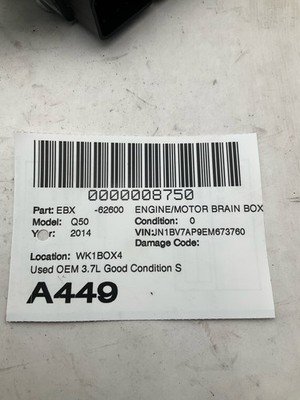 0000008750
Part: EBX -62600 ENGINE/MOTOR BRAIN BOX
Model: Q50 Condition: 0
Year: 2014 VIN:JN1BV7AP9EM673760
Damage Code:
Location: WK1BOX4
Used OEM 3.7L Good Condition S
A449